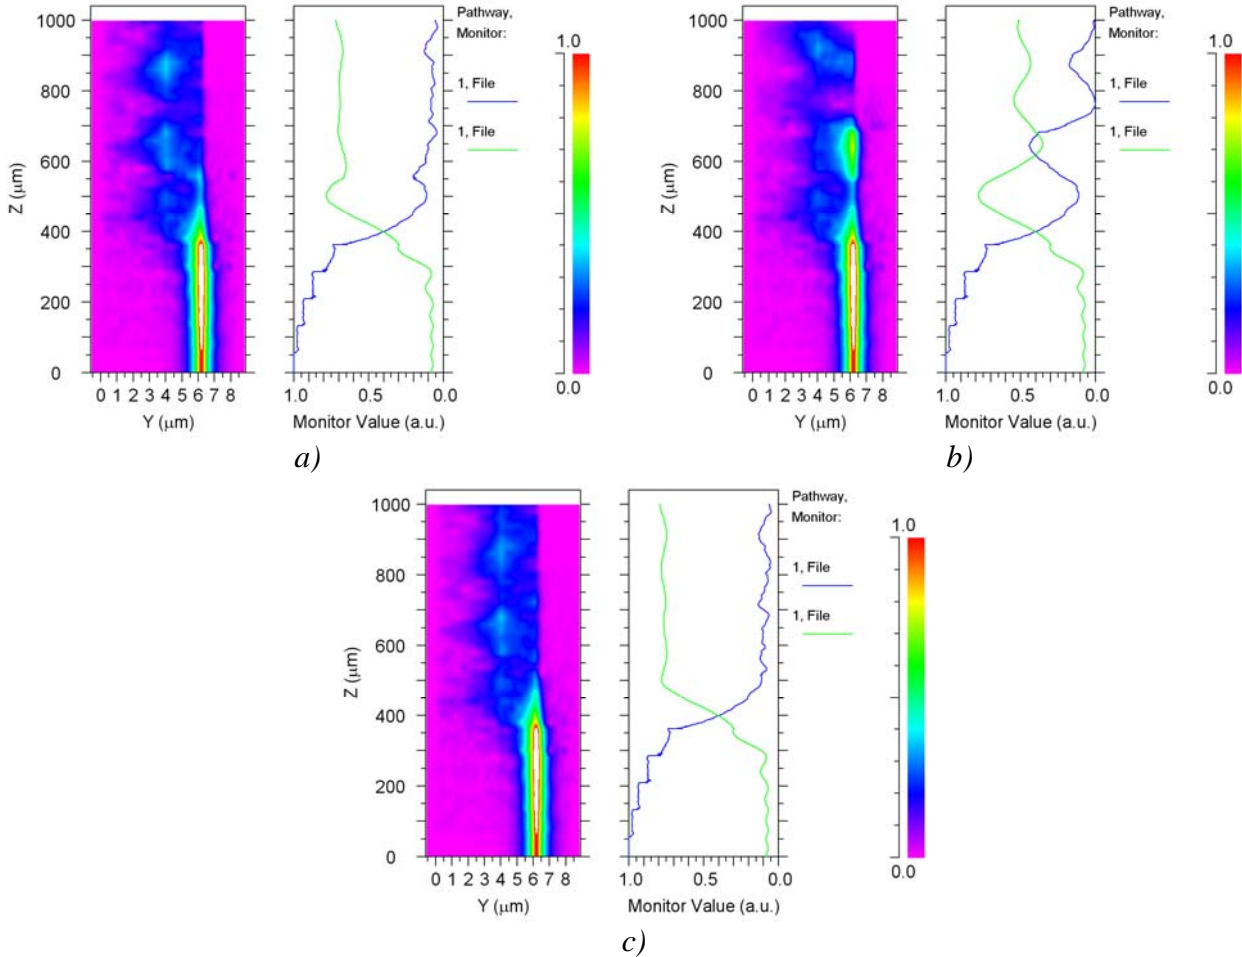 1000
800
600
400
200
0
Z (μm)
0 1 2 3 4 5 6 7 8
Y (μm)
1.0 0.5 0.0
Monitor Value (a.u.)
Pathway,
Monitor:
1, File
1, File
1.0
0.0
a)
1000
800
600
400
200
0
Z (μm)
0 1 2 3 4 5 6 7 8
Y (μm)
1.0 0.5 0.0
Monitor Value (a.u.)
Pathway,
Monitor:
1, File
1, File
1.0
0.0
b)
1000
800
600
400
200
0
Z (μm)
0 1 2 3 4 5 6 7 8
Y (μm)
1.0 0.5 0.0
Monitor Value (a.u.)
Pathway,
Monitor:
1, File
1, File
1.0
0.0
c)